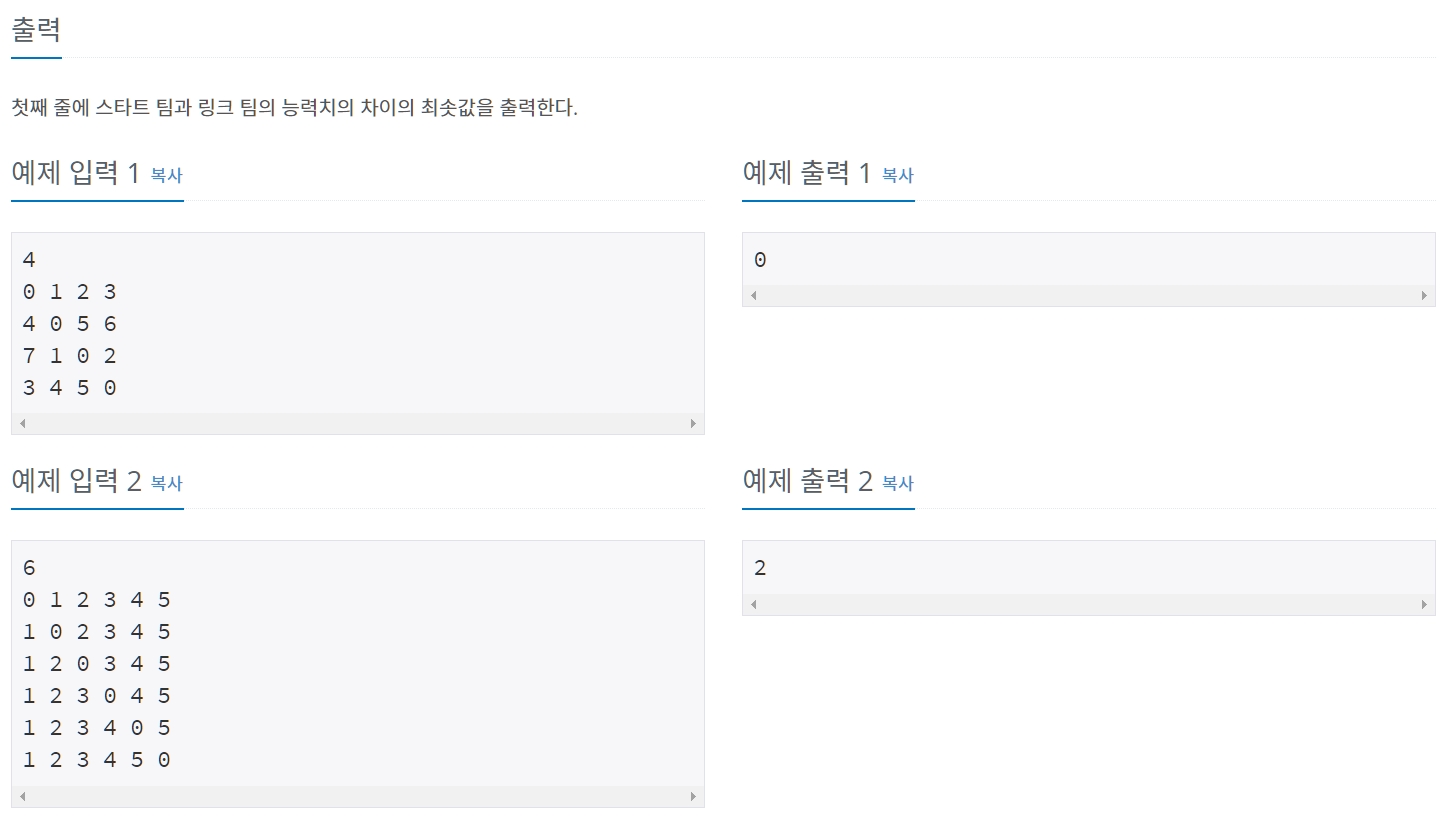 출력
첫째 줄에 스타트 팀과 링크 팀의 능력치의 차이의 최솟값을 출력한다.
예제 입력 1 복사
4
0 1 2 3
4 0 5 6
7 1 0 2
3 4 5 0
예제 출력 1 복사
0
예제 입력 2 복사
6
0 1 2 3 4 5
1 0 2 3 4 5
1 2 0 3 4 5
1 2 3 0 4 5
1 2 3 4 0 5
1 2 3 4 5 0
예제 출력 2 복사
2